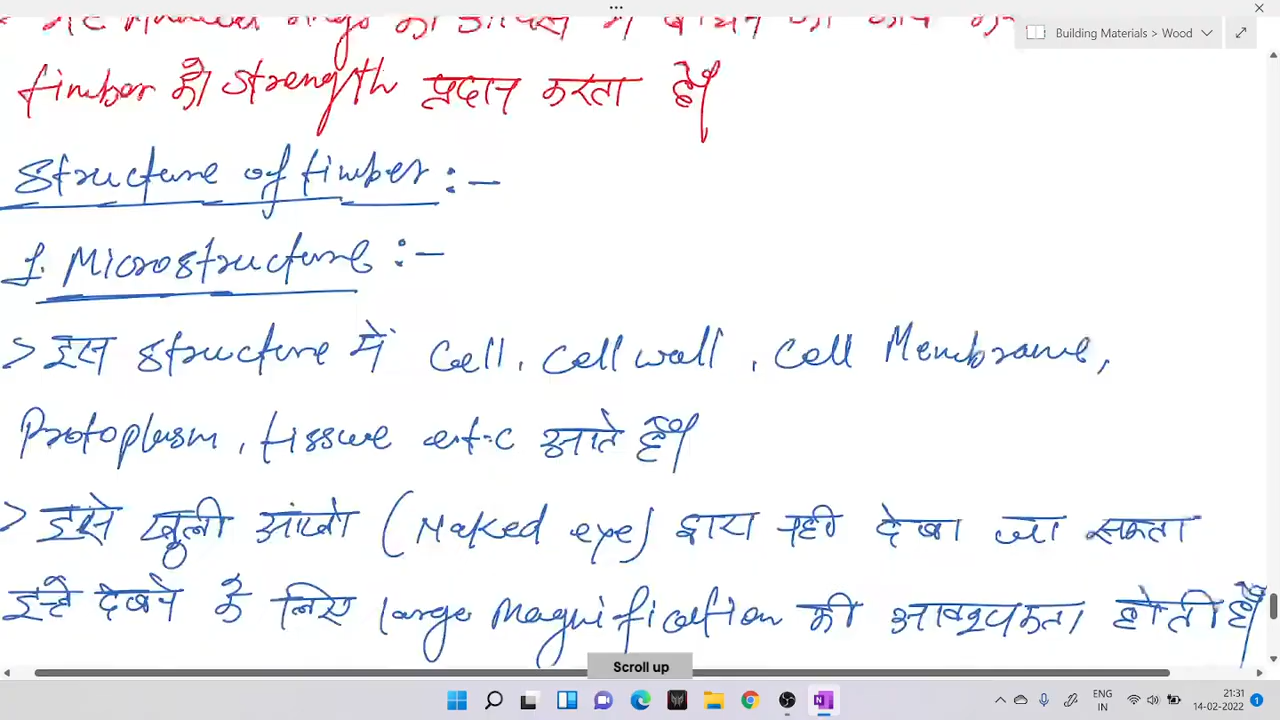 Building Materials > Wood
timber को strength प्रदान करता है।
Structure of timber :-
1. Microstructure :-
> इस structure में Cell, Cell wall, Cell Membrane,
Protoplasm, tissue et.c आते हैं।
> इसे खुली आंखो (Naked eye) द्वारा नही देखा जा सकता
इन्हे देखने के लिए large Magnification की आवश्यकता होती है।
Scroll up
ENG
IN
21:31
14-02-2022